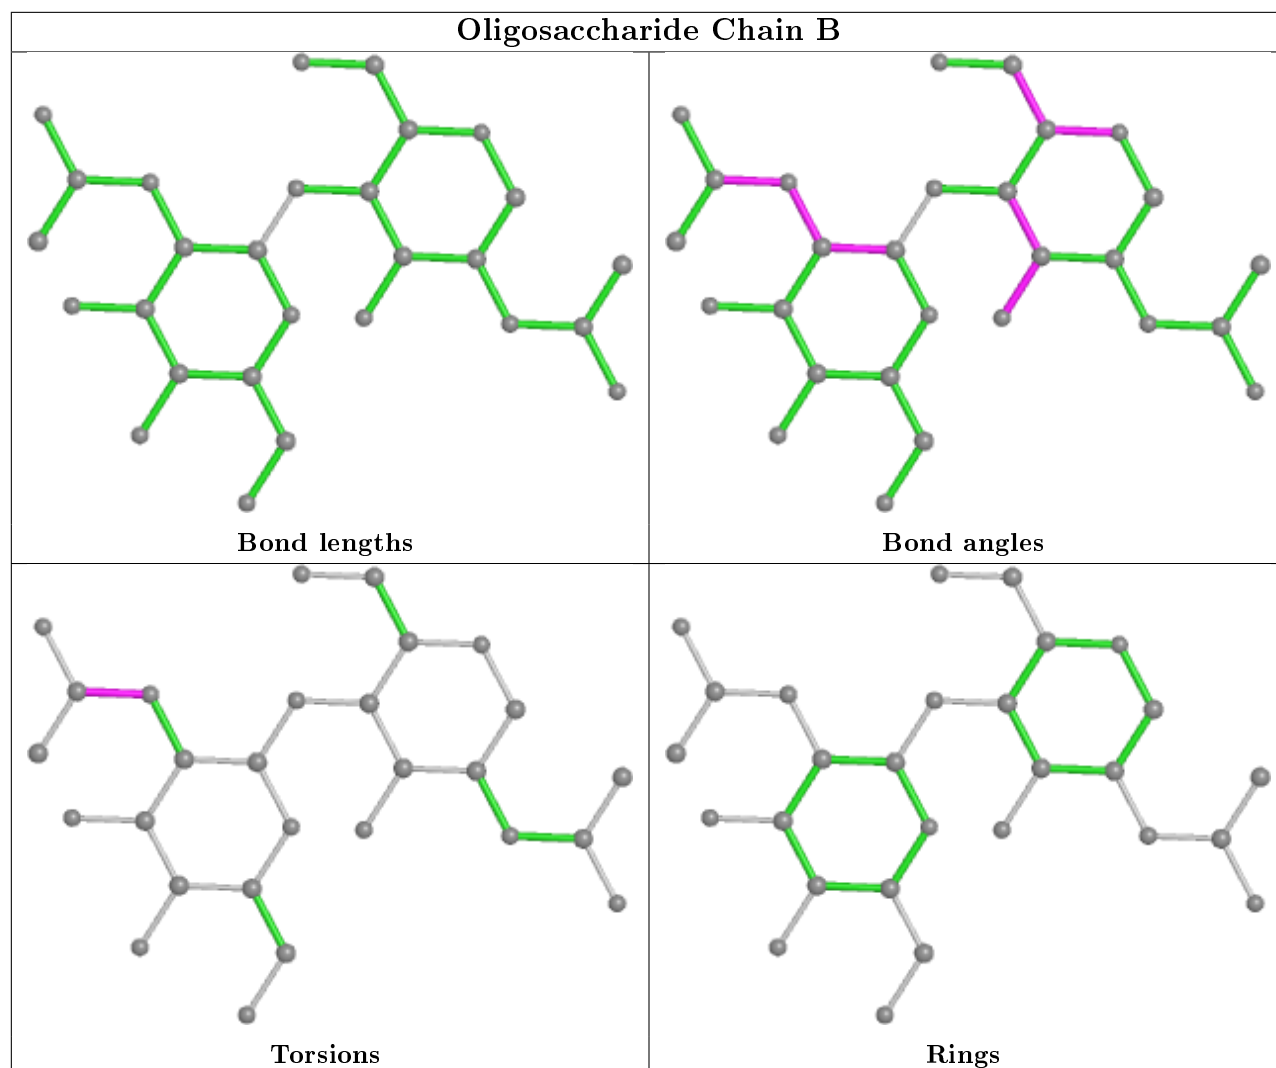 Oligosaccharide Chain B
Bond lengths
Bond angles
Torsions
Rings